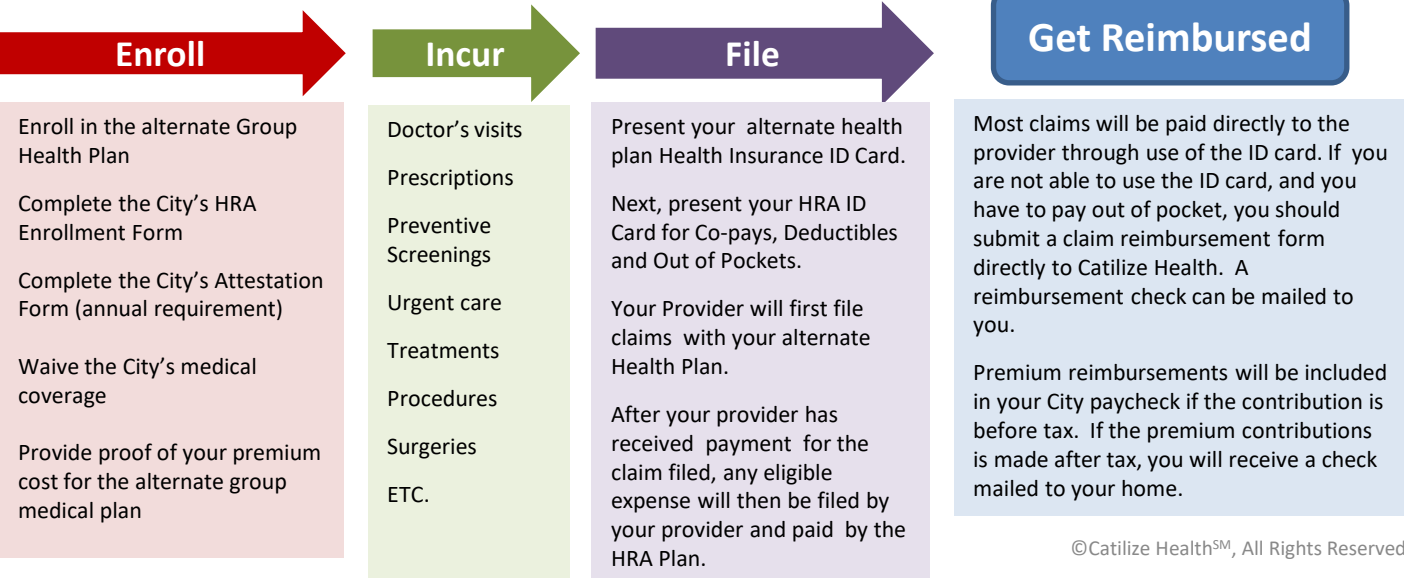 Enroll
Enroll in the alternate Group
Health Plan
Complete the City’s HRA
Enrollment Form
Complete the City’s Attestation
Form (annual requirement)
Waive the City’s medical
coverage
Provide proof of your premium
cost for the alternate group
medical plan
Incur
Doctor’s visits
Prescriptions
Preventive
Screenings
Urgent care
Treatments
Procedures
Surgeries
ETC.
File
Present your alternate health
plan Health Insurance ID Card.
Next, present your HRA ID
Card for Co-pays, Deductibles
and Out of Pockets.
Your Provider will first file
claims with your alternate
Health Plan.
After your provider has
received payment for the
claim filed, any eligible
expense will then be filed by
your provider and paid by the
HRA Plan.
Get Reimbursed
Most claims will be paid directly to the
provider through use of the ID card. If you
are not able to use the ID card, and you
have to pay out of pocket, you should
submit a claim reimbursement form
directly to Catilize Health. A
reimbursement check can be mailed to
you.
Premium reimbursements will be included
in your City paycheck if the contribution is
before tax. If the premium contributions
is made after tax, you will receive a check
mailed to your home.
©Catilize Health℠, All Rights Reserved